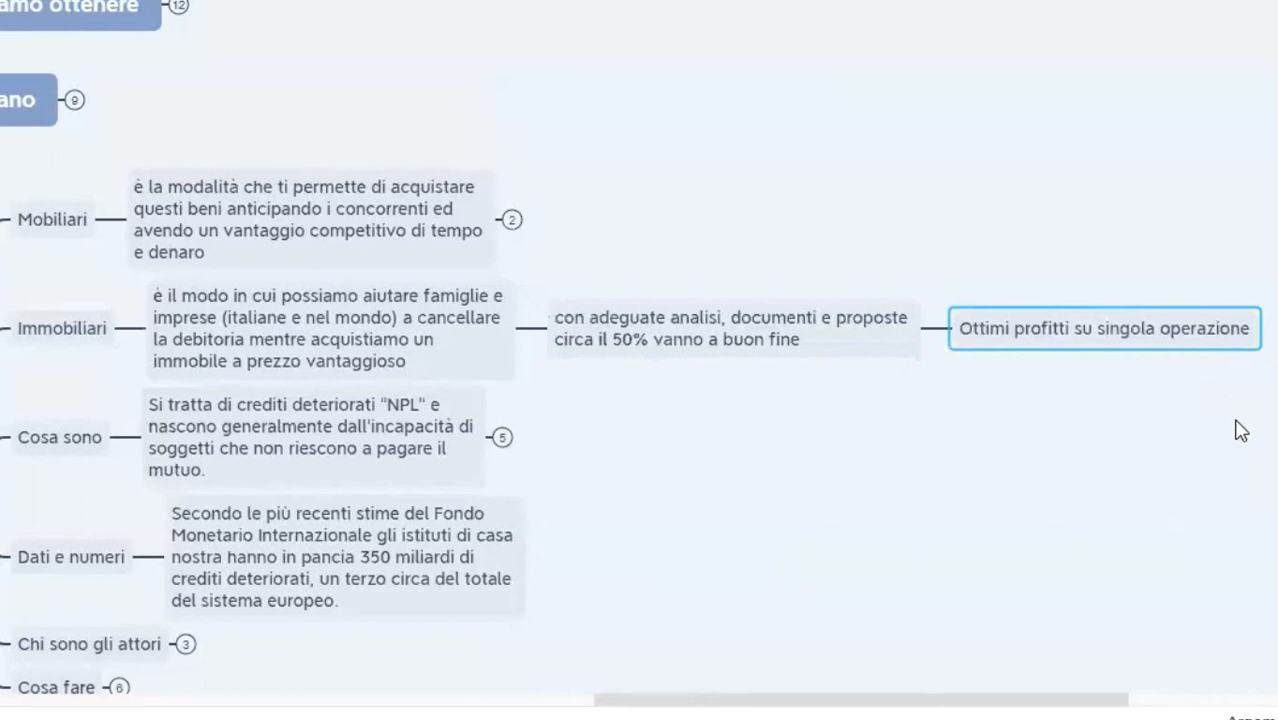 amo ottenere
12
ano
9
Mobiliari
è la modalità che ti permette di acquistare
questi beni anticipando i concorrenti ed
avendo un vantaggio competitivo di tempo
e denaro
2
Immobiliari
è il modo in cui possiamo aiutare famiglie e
imprese (italiane e nel mondo) a cancellare
la debitoria mentre acquistiamo un
immobile a prezzo vantaggioso
con adeguate analisi, documenti e proposte
circa il 50% vanno a buon fine
Ottimi profitti su singola operazione
Cosa sono
Si tratta di crediti deteriorati "NPL" e
nascono generalmente dall'incapacità di
soggetti che non riescono a pagare il
mutuo.
5
Dati e numeri
Secondo le più recenti stime del Fondo
Monetario Internazionale gli istituti di casa
nostra hanno in pancia 350 miliardi di
crediti deteriorati, un terzo circa del totale
del sistema europeo.
Chi sono gli attori
3
Cosa fare
6